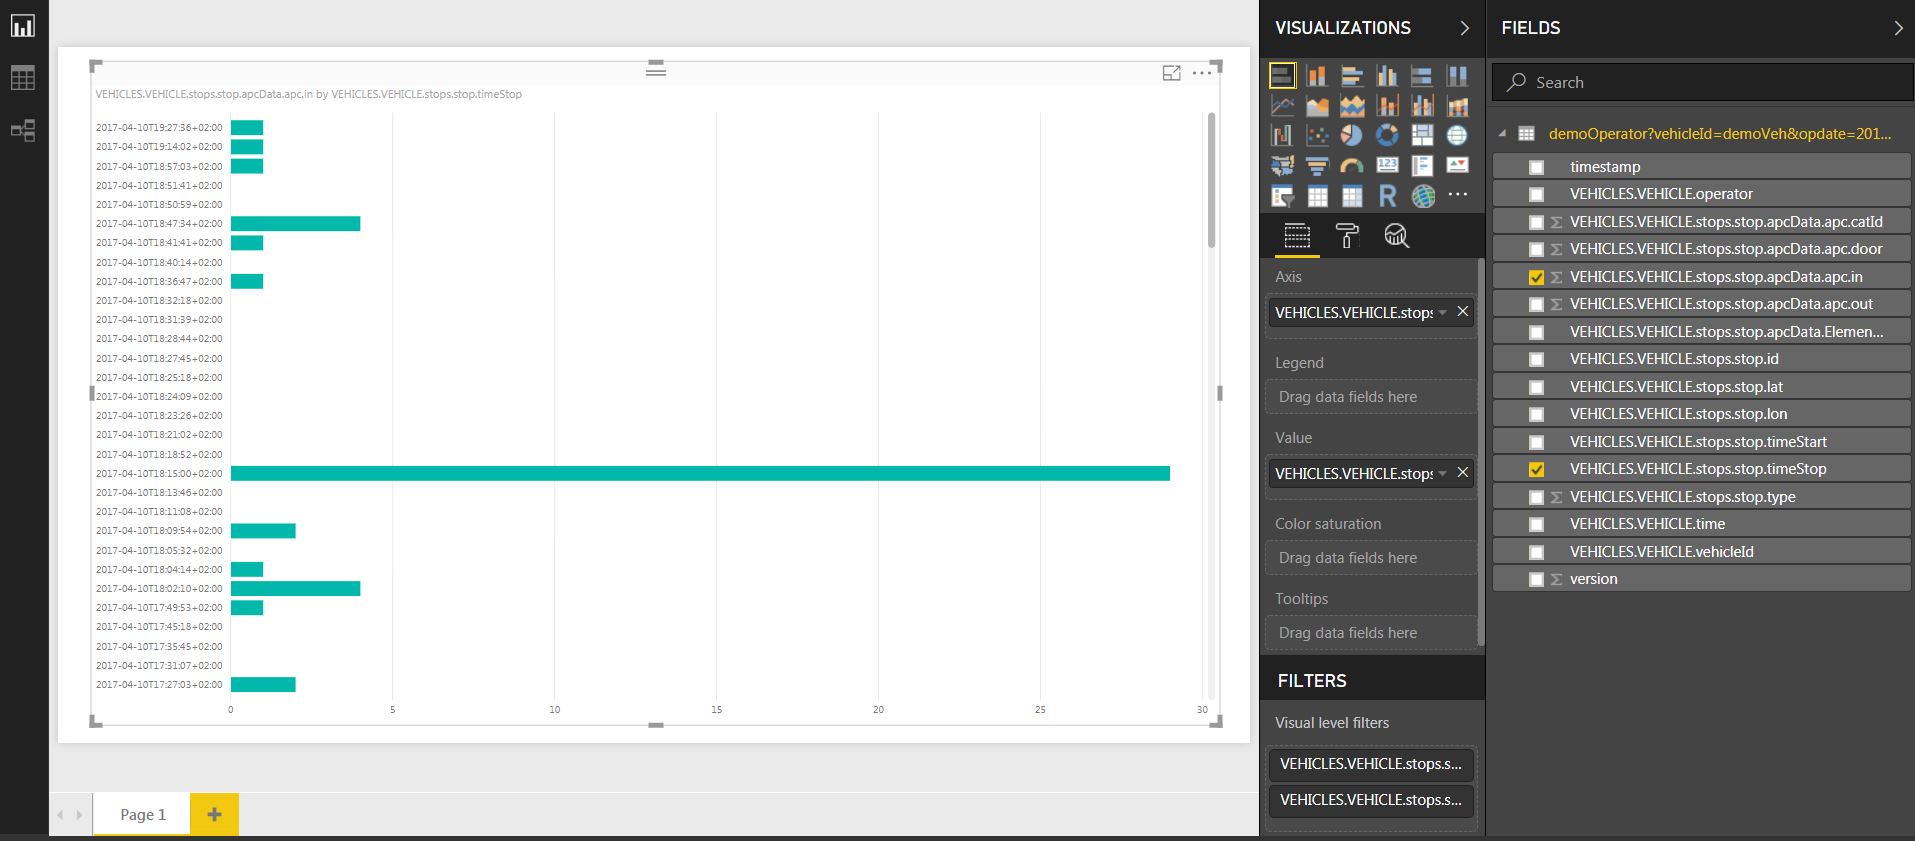 VEHICLES.VEHICLE.stops.stop.apcData.apc.in by VEHICLES.VEHICLE.stops.stop.timeStop
2017-04-10T19:27:36+02:00
2017-04-10T19:14:02+02:00
2017-04-10T18:57:03+02:00
2017-04-10T18:51:41+02:00
2017-04-10T18:50:59+02:00
2017-04-10T18:47:34+02:00
2017-04-10T18:41:41+02:00
2017-04-10T18:40:14+02:00
2017-04-10T18:36:47+02:00
2017-04-10T18:32:18+02:00
2017-04-10T18:31:39+02:00
2017-04-10T18:28:44+02:00
2017-04-10T18:27:45+02:00
2017-04-10T18:25:18+02:00
2017-04-10T18:24:09+02:00
2017-04-10T18:23:26+02:00
2017-04-10T18:21:02+02:00
2017-04-10T18:18:52+02:00
2017-04-10T18:15:00+02:00
2017-04-10T18:13:46+02:00
2017-04-10T18:11:08+02:00
2017-04-10T18:09:54+02:00
2017-04-10T18:05:32+02:00
2017-04-10T18:04:14+02:00
2017-04-10T18:02:10+02:00
2017-04-10T17:49:53+02:00
2017-04-10T17:45:18+02:00
2017-04-10T17:35:45+02:00
2017-04-10T17:31:07+02:00
2017-04-10T17:27:03+02:00
0 5 10 15 20 25 30
Page 1
VISUALIZATIONS
123
R
Axis
VEHICLES.VEHICLE.stops
Legend
Drag data fields here
Value
VEHICLES.VEHICLE.stops
Color saturation
Drag data fields here
Tooltips
Drag data fields here
FILTERS
Visual level filters
VEHICLES.VEHICLE.stops.s...
VEHICLES.VEHICLE.stops.s...
FIELDS
Search
demoOperator?vehicleId=demoVeh&opdate=201...
timestamp
VEHICLES.VEHICLE.operator
VEHICLES.VEHICLE.stops.stop.apcData.apc.catId
VEHICLES.VEHICLE.stops.stop.apcData.apc.door
VEHICLES.VEHICLE.stops.stop.apcData.apc.in
VEHICLES.VEHICLE.stops.stop.apcData.apc.out
VEHICLES.VEHICLE.stops.stop.apcData.Elemen...
VEHICLES.VEHICLE.stops.stop.id
VEHICLES.VEHICLE.stops.stop.lat
VEHICLES.VEHICLE.stops.stop.lon
VEHICLES.VEHICLE.stops.stop.timeStart
VEHICLES.VEHICLE.stops.stop.timeStop
VEHICLES.VEHICLE.stops.stop.type
VEHICLES.VEHICLE.time
VEHICLES.VEHICLE.vehicleId
version